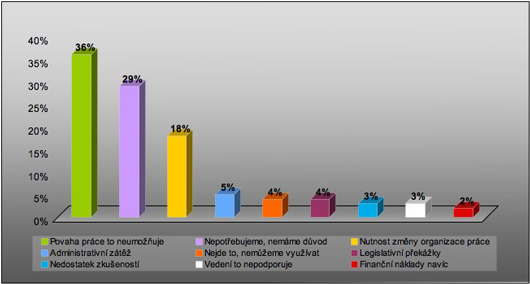 40%
35%
30%
25%
20%
15%
10%
5%
0%
36%
29%
18%
5%
4%
4%
3%
3%
2%
Povaha práce to neumožňuje
Nepotřebujeme, nemáme důvod
Nutnost změny organizace práce
Administrativní zátěž
Nejde to, nemůžeme využívat
Legislativní překážky
Nedostatek zkušeností
Vedení to nepodporuje
Finanční náklady navíc